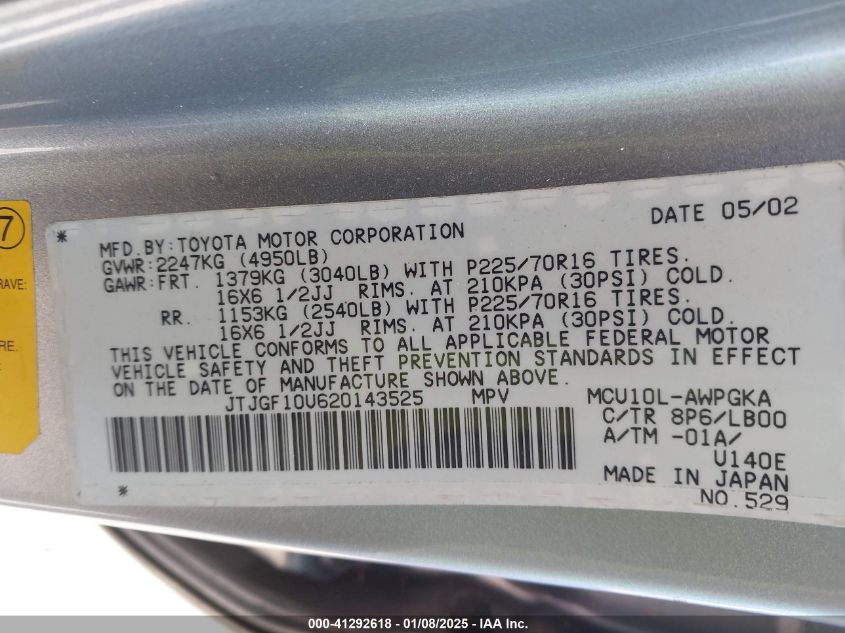 7
RAVE:
RE.
* DATE 05/02
MFD.BY:TOYOTA MOTOR CORPORATION
GVWR:2247KG (4950LB)
GAWR:FRT. 1379KG (3040LB) WITH P225/70R16 TIRES.
16X6 1/2JJ RIMS. AT 210KPA (30PSI) COLD.
RR. 1153KG (2540LB) WITH P225/70R16 TIRES.
16X6 1/2JJ RIMS. AT 210KPA (30PSI) COLD.
THIS VEHICLE CONFORMS TO ALL APPLICABLE FEDERAL MOTOR
VEHICLE SAFETY AND THEFT PREVENTION STANDARDS IN EFFECT
ON THE DATE OF MANUFACTURE SHOWN ABOVE.
JTJGF10U620143525 MPV MCU10L-AWPGKA
C/TR 8P6/LB00
A/TM -01A/
U140E
MADE IN JAPAN
* NO.529
000-41292618 | 01/08/2025 - IAA Inc.